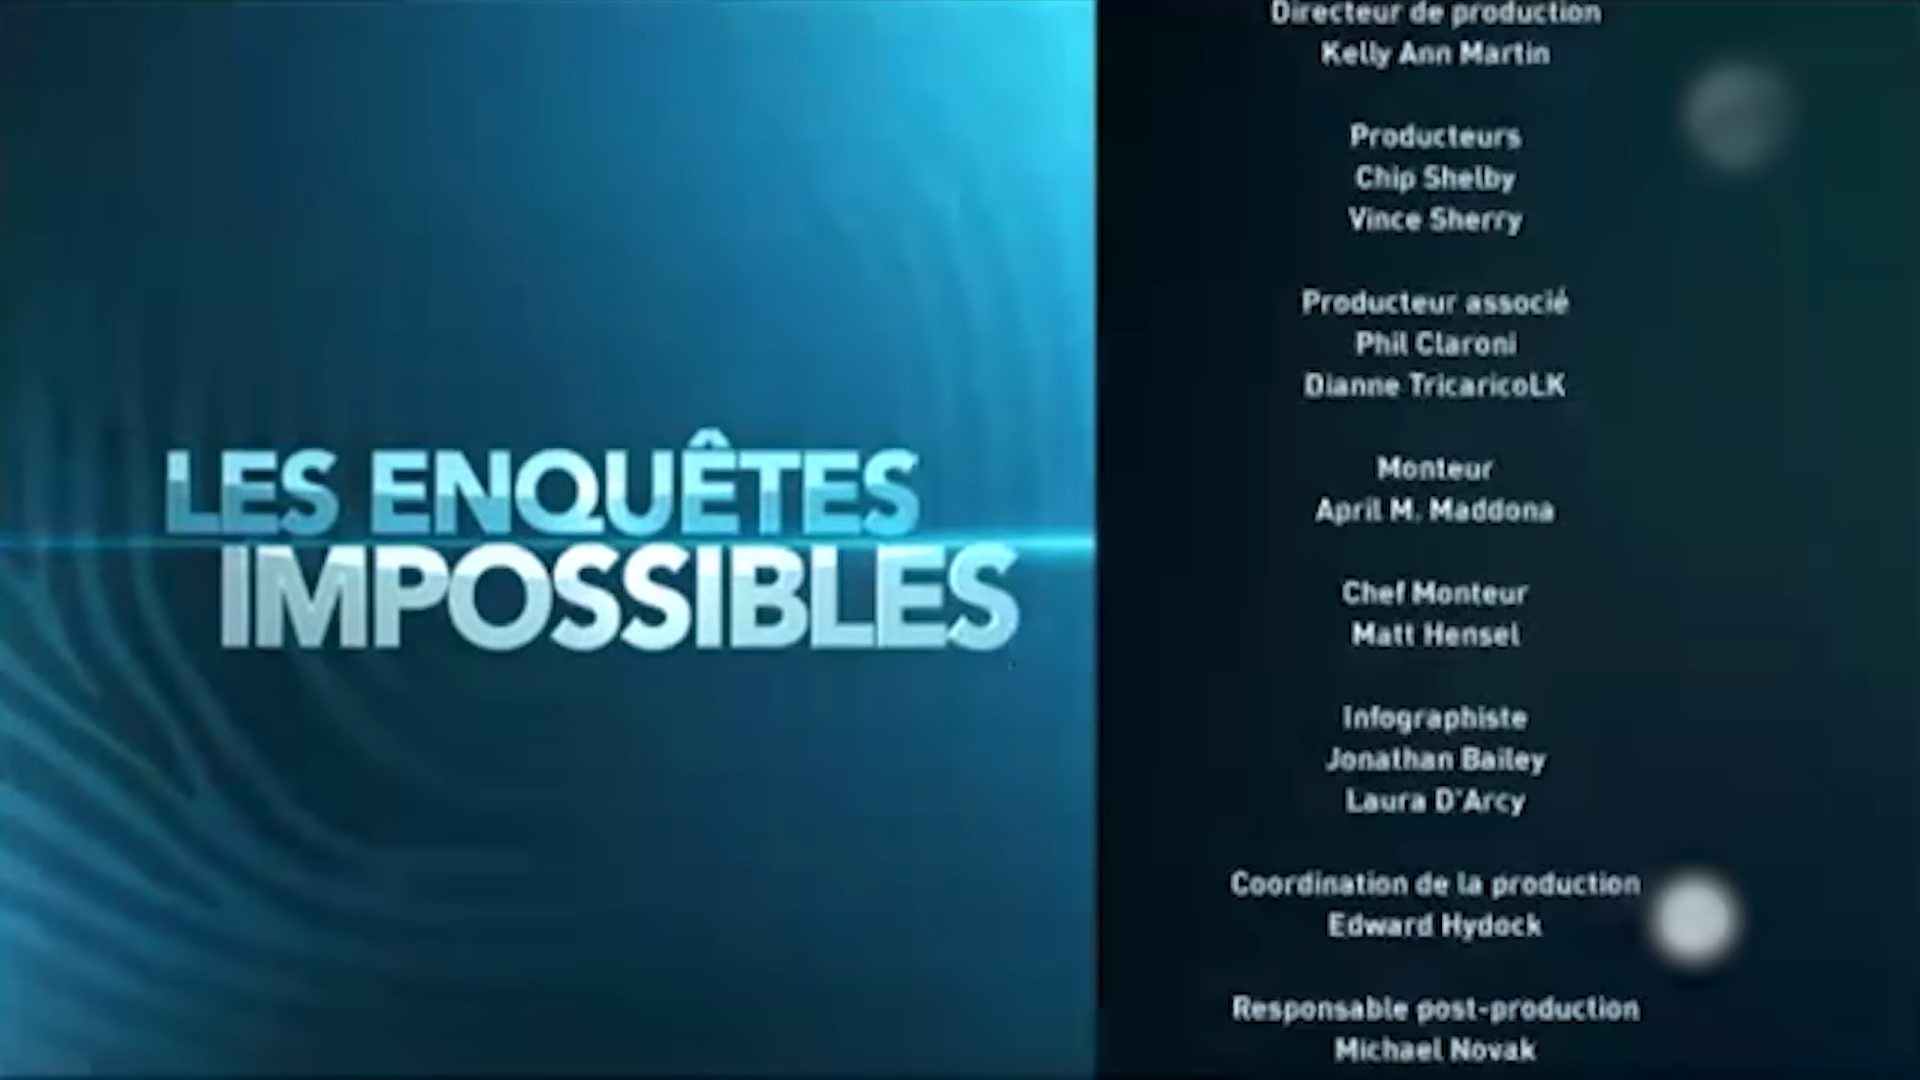 LES ENQUÊTES
IMPOSSIBLES
Directeur de production
Kelly Ann Martin
Producteurs
Chip Shelby
Vince Sherry
Producteur associé
Phil Claroni
Dianne TricaricoLK
Monteur
April M. Maddona
Chef Monteur
Matt Hensel
Infographiste
Jonathan Bailey
Laura D'Arcy
Coordination de la production
Edward Hydock
Responsable post-production
Michael Novak